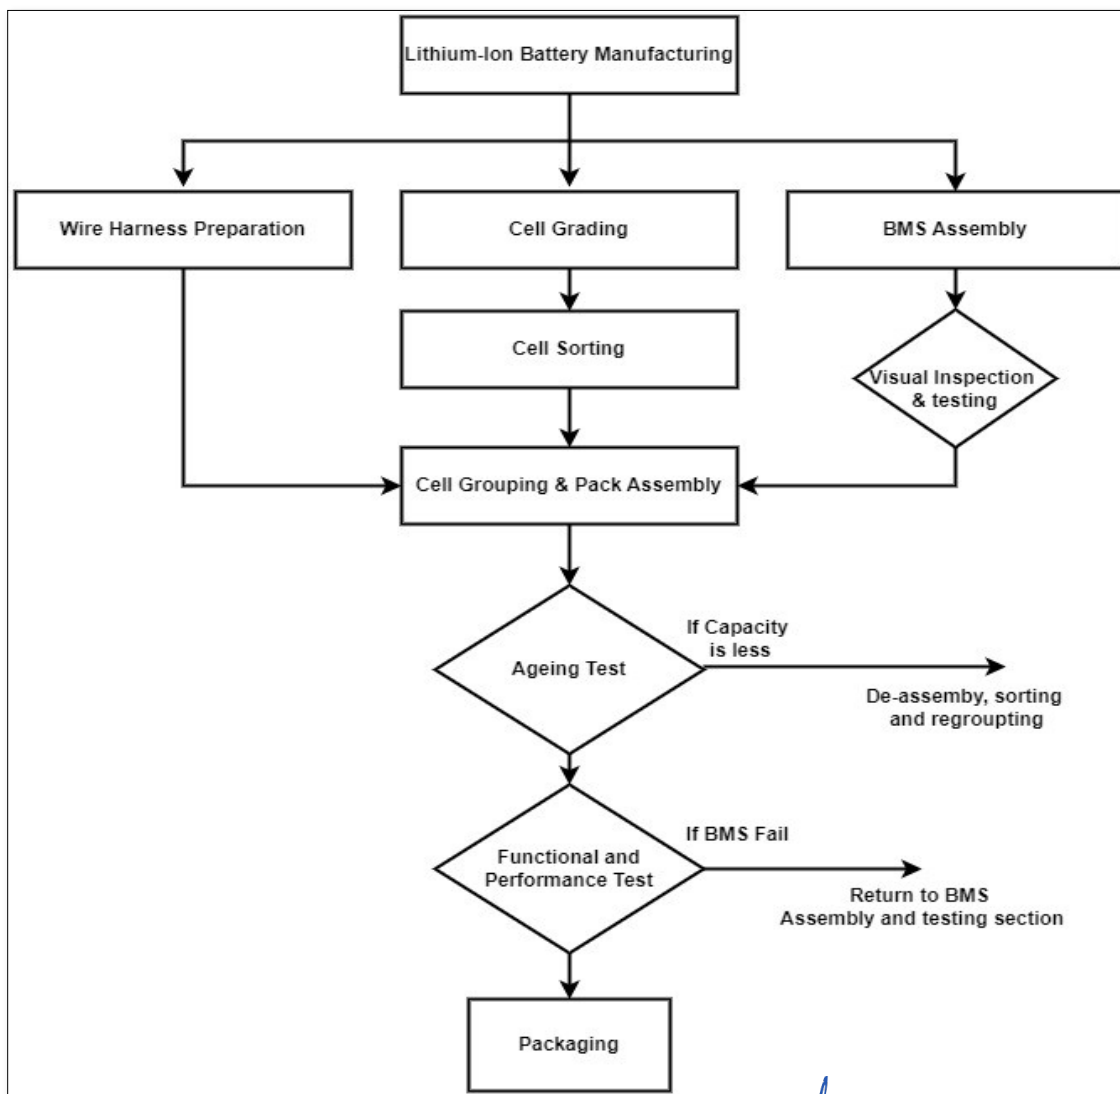 Lithium-Ion Battery Manufacturing
Wire Harness Preparation
Cell Grading
BMS Assembly
Cell Sorting
Visual Inspection
& testing
Cell Grouping & Pack Assembly
Ageing Test
If Capacity
is less
De-assemby, sorting
and regroupting
Functional and
Performance Test
If BMS Fail
Return to BMS
Assembly and testing section
Packaging